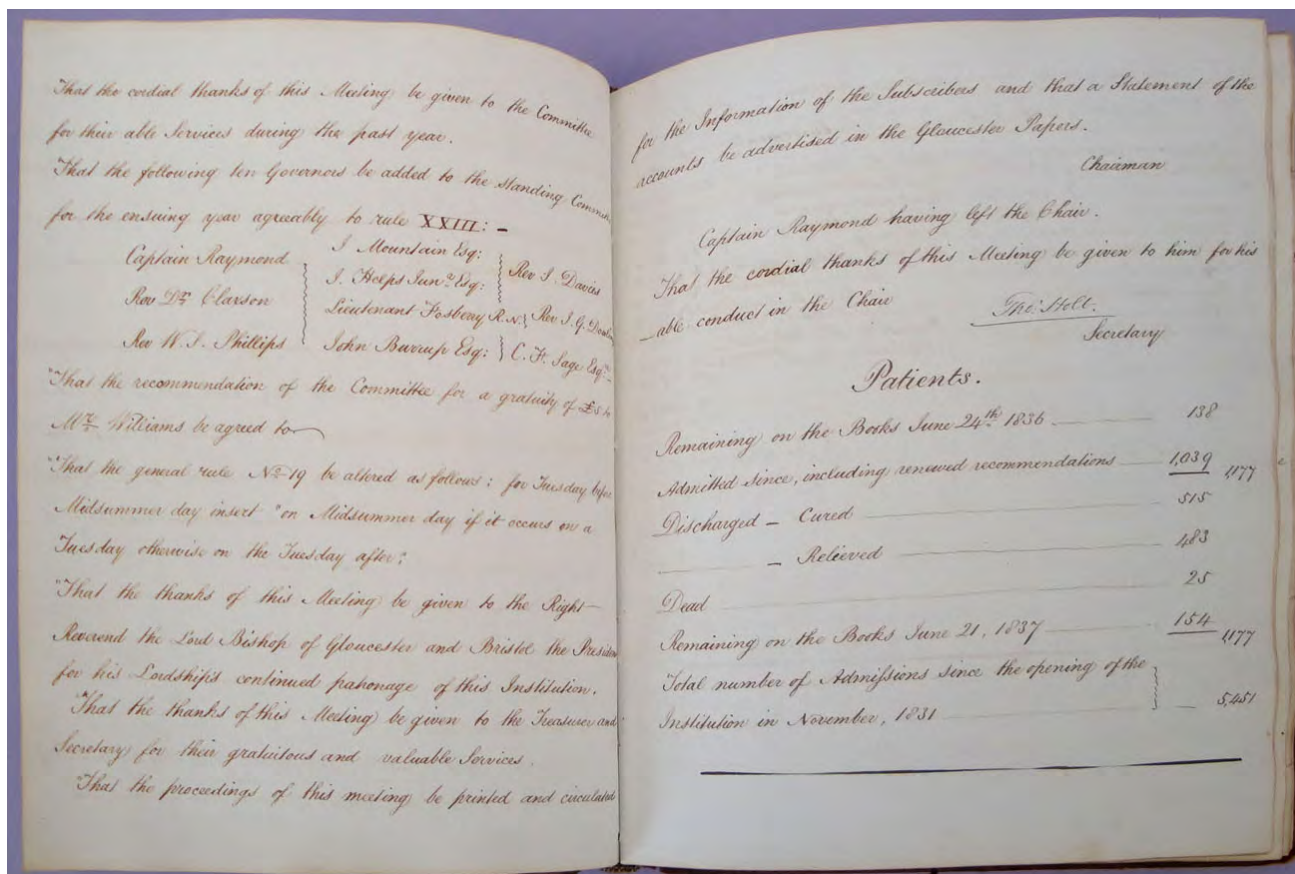 "That the cordial thanks of this Meeting be given to the Committee
for their able Services during the past year.
"That the following ten Governors be added to the standing
for the ensuing year agreeably to rule XXIII: –
Captain Raymond
Rev Dr Claxson
Rev W. S. Phillips
J Mountain Esq:
J. Helps Junr. Esq:
Lieutenant Fosbery R.N.
John Burrup Esq:
Rev J. Davies
Rev J. G.
C. Ft. Sage Esqre
"That the recommendation of the Committee for a gratuity of £5 to
Mr. Williams be agreed to
"That the general rule No 19 be altered as follows: for Tuesday before
Midsummer day insert "on Midsummer day if it occurs on a
Tuesday otherwise on the Tuesday after:
"That the thanks of this Meeting be given to the Right
Reverend the Lord Bishop of Gloucester and Bristol the President
for his Lordships continued patronage of this Institution.
"That the thanks of this Meeting be given to the Treasurer and
Secretary for their gratuitous and valuable Services.
"That the proceedings of this meeting be printed and circulated
for the Information of the Subscribers and that a Statement of the
accounts be advertised in the Gloucester Papers.
Chairman
Captain Raymond having left the Chair.
That the cordial thanks of this Meeting be given to him for his
able conduct in the Chair
Tho: Holt.
Secretary
Patients.
Remaining on the Books June 24th 1836 138
Admitted since, including renewed recommendations 1,039 1,177
Discharged – Cured 515
– Relieved 483
Dead 25
Remaining on the Books June 21, 1837 154 1,177
Total number of Admissions since the opening of the
Institution in November, 1831 5,451